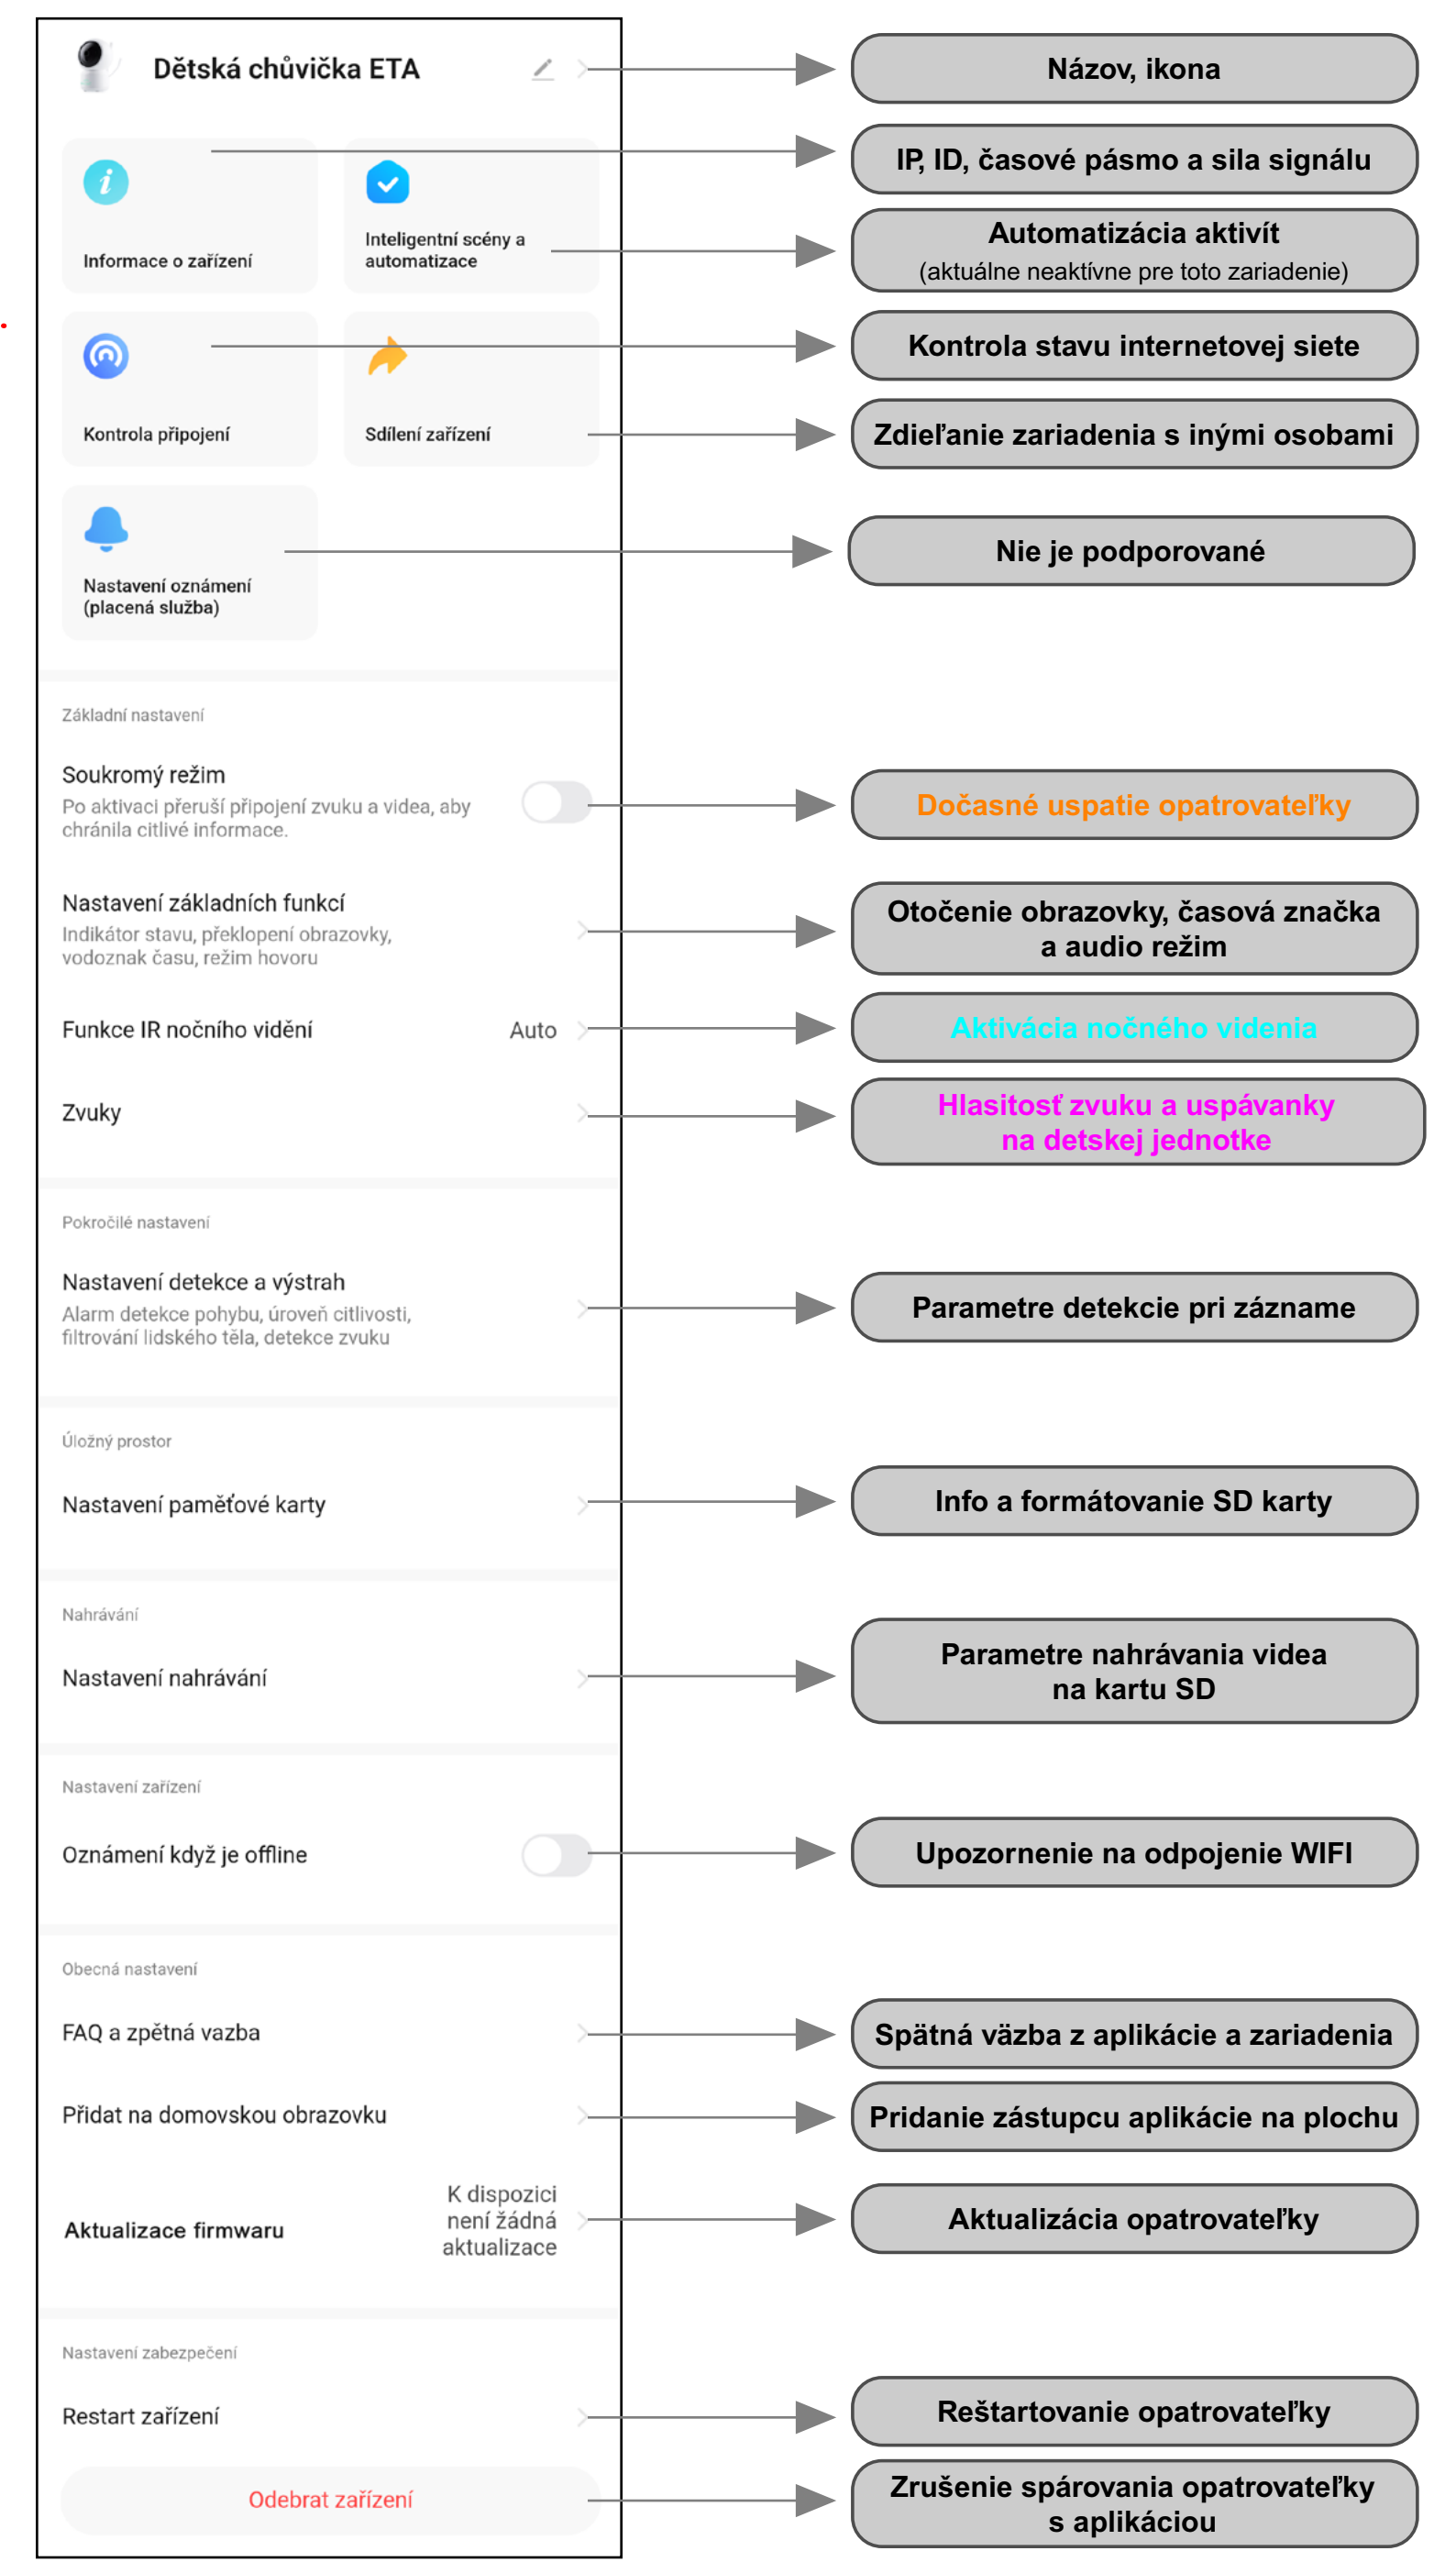 Dětská chůvička ETA
Názov, ikona
IP, ID, časové pásmo a sila signálu
Informace o zařízení
Inteligentní scény a
automatizace
Automatizácia aktivít
(aktuálne neaktívne pre toto zariadenie)
Kontrola stavu internetovej siete
Kontrola připojení
Sdílení zařízení
Zdieľanie zariadenia s inými osobami
Nastavení oznámení
(placená služba)
Nie je podporované
Základní nastavení
Soukromý režim
Po aktivaci přeruší připojení zvuku a videa, aby
chránila citlivé informace.
Dočasné uspatie opatrovateľky
Nastavení základních funkcí
Indikátor stavu, překlopení obrazovky,
vodoznak času, režim hovoru
Otočenie obrazovky, časová značka
a audio režim
Funkce IR nočního vidění
Auto
Aktivácia nočného videnia
Zvuky
Hlasitosť zvuku a uspávanky
na detskej jednotke
Pokročilé nastavení
Nastavení detekce a výstrah
Alarm detekce pohybu, úroveň citlivosti,
filtrování lidského těla, detekce zvuku
Parametre detekcie pri zázname
Úložný prostor
Nastavení paměťové karty
Info a formátovanie SD karty
Nahrávání
Nastavení nahrávání
Parametre nahrávania videa
na kartu SD
Nastavení zařízení
Oznámení když je offline
Upozornenie na odpojenie WIFI
Obecná nastavení
FAQ a zpětná vazba
Spätná väzba z aplikácie a zariadenia
Přidat na domovskou obrazovku
Pridanie zástupcu aplikácie na plochu
Aktualizace firmwaru
K dispozici
není žádná
aktualizace
Aktualizácia opatrovateľky
Nastavení zabezpečení
Restart zařízení
Reštartovanie opatrovateľky
Odebrat zařízení
Zrušenie spárovania opatrovateľky
s aplikáciou